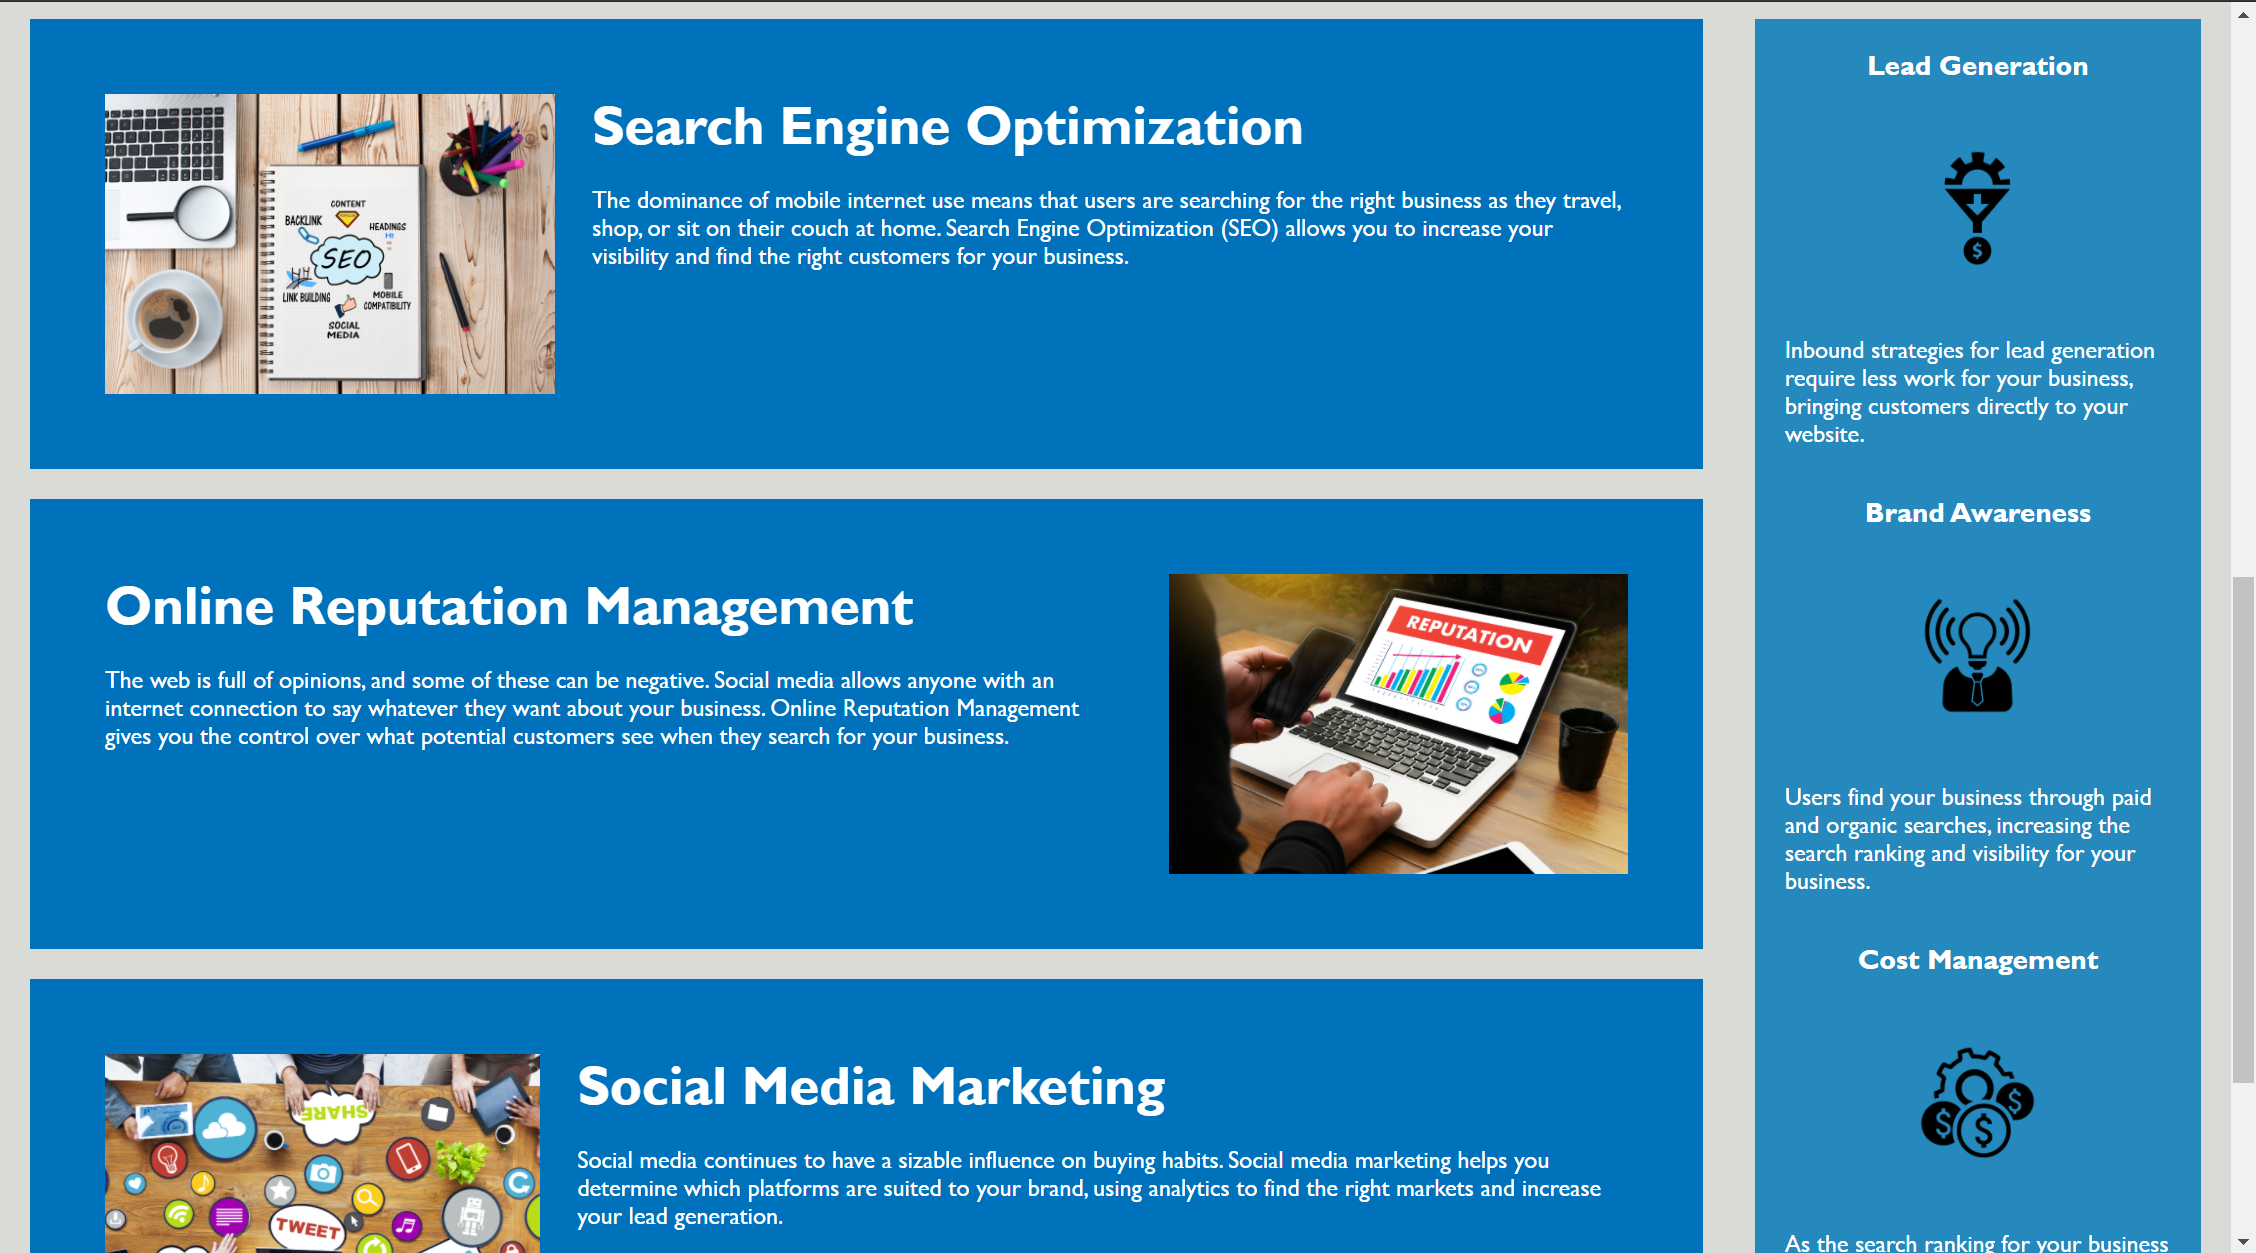 Search Engine Optimization
The dominance of mobile internet use means that users are searching for the right business as they travel,
shop, or sit on their couch at home. Search Engine Optimization (SEO) allows you to increase your
visibility and find the right customers for your business.
CONTENT
BACKLINK
HEADINGS
H1
SEO
LINK BUILDING
MOBILE
COMPATIBILITY
SOCIAL
MEDIA
Online Reputation Management
The web is full of opinions, and some of these can be negative. Social media allows anyone with an
internet connection to say whatever they want about your business. Online Reputation Management
gives you the control over what potential customers see when they search for your business.
REPUTATION
Social Media Marketing
Social media continues to have a sizable influence on buying habits. Social media marketing helps you
determine which platforms are suited to your brand, using analytics to find the right markets and increase
your lead generation.
SHARE
TWEET
Lead Generation
$
Inbound strategies for lead generation
require less work for your business,
bringing customers directly to your
website.
Brand Awareness
Users find your business through paid
and organic searches, increasing the
search ranking and visibility for your
business.
Cost Management
$ $ $
As the search ranking for your business